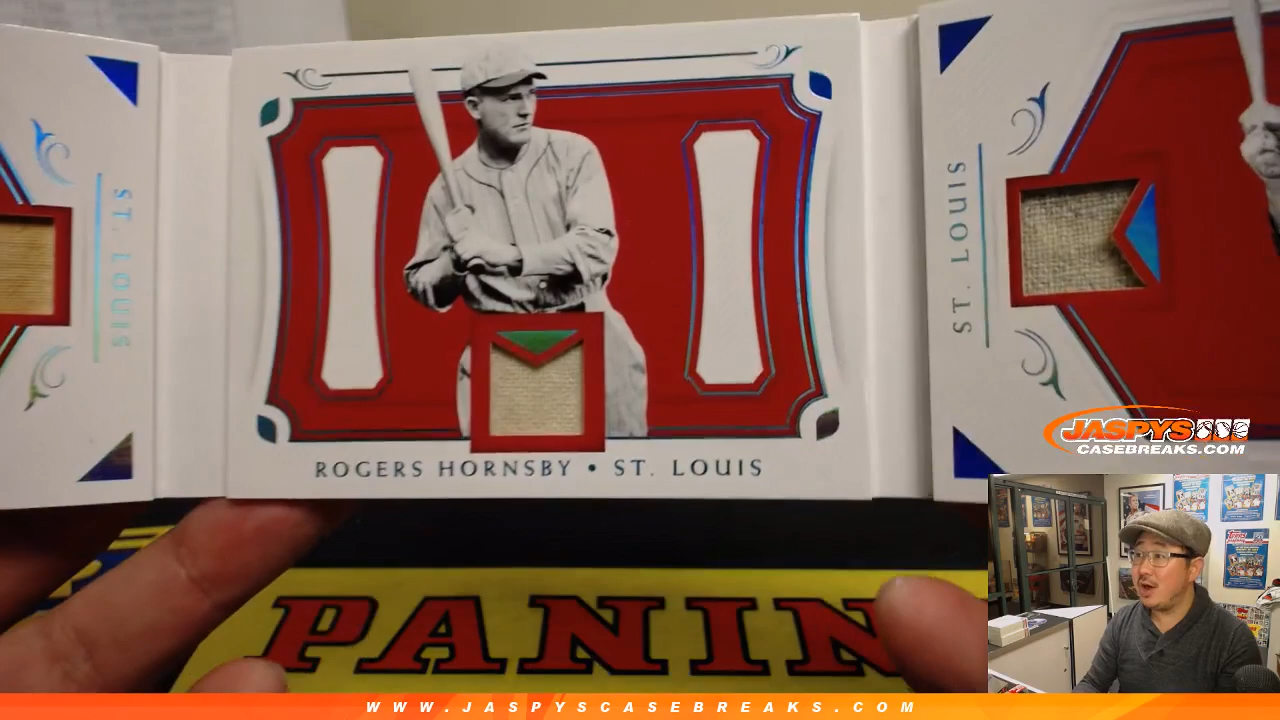 ST. LOUIS
ROGERS HORNSBY • ST. LOUIS
ST. LOUIS
JASPYS
CASEBREAKS.COM
PANIN
WWW.JASPYSCASEBREAKS.COM